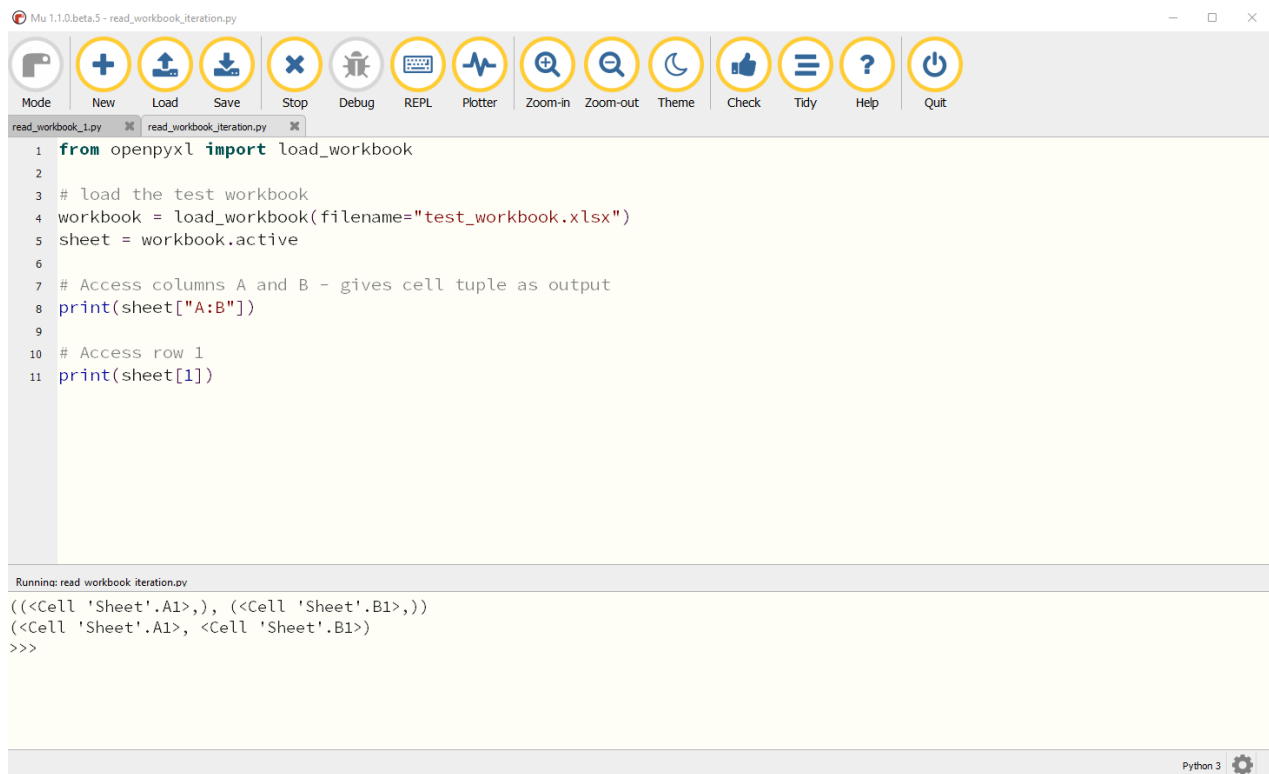 Mu 1.1.0.beta.5 - read_workbook_iteration.py
Mode New Load Save Stop Debug REPL Plotter Zoom-in Zoom-out Theme Check Tidy Help Quit
read_workbook_1.py read_workbook_iteration.py
1 from openpyxl import load_workbook
2
3 # load the test workbook
4 workbook = load_workbook(filename="test_workbook.xlsx")
5 sheet = workbook.active
6
7 # Access columns A and B - gives cell tuple as output
8 print(sheet["A:B"])
9
10 # Access row 1
11 print(sheet[1])
Running: read_workbook_iteration.py
((<Cell 'Sheet'.A1>,), (<Cell 'Sheet'.B1>,))
(<Cell 'Sheet'.A1>, <Cell 'Sheet'.B1>)
>>>
Python 3